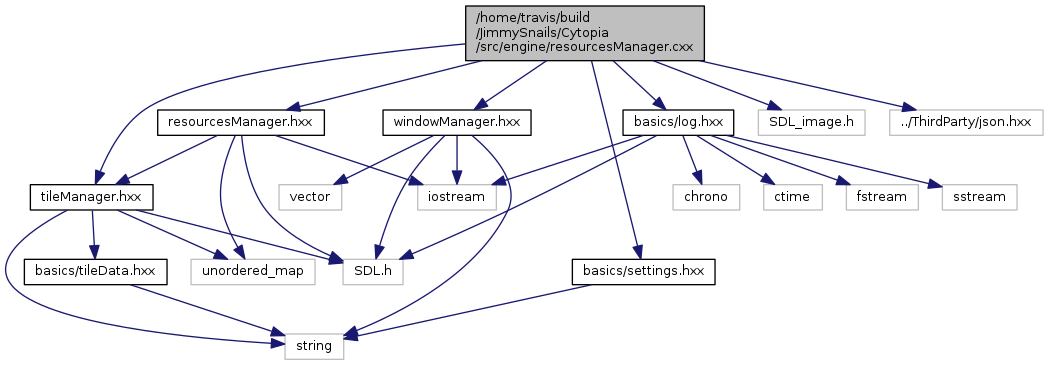 /home/travis/build
/JimmySnails/Cytopia
/src/engine/resourcesManager.cxx
resourcesManager.hxx
windowManager.hxx
basics/log.hxx
SDL_image.h
../ThirdParty/json.hxx
tileManager.hxx
vector
iostream
chrono
ctime
fstream
sstream
basics/tileData.hxx
unordered_map
SDL.h
basics/settings.hxx
string